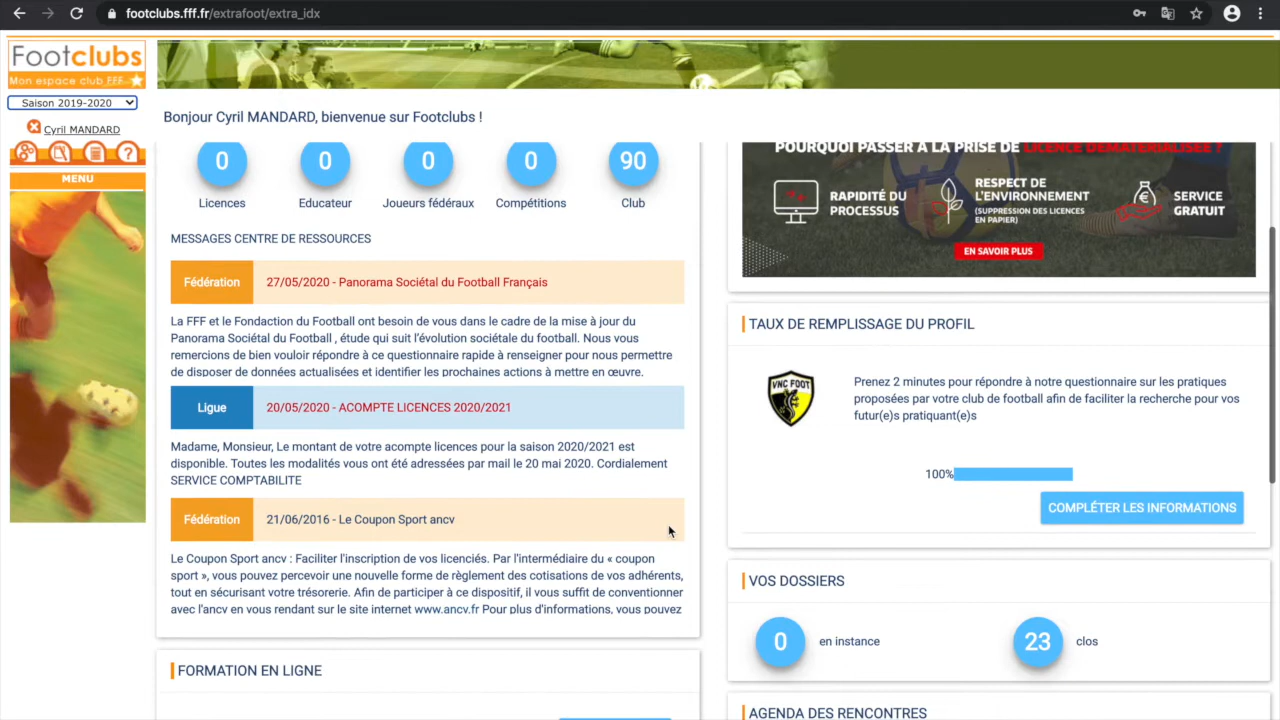 footclubs.fff.fr/extrafoot/extra_idx
Footclubs
Mon espace club FFF
Saison 2019-2020
Cyril MANDARD
MENU
Bonjour Cyril MANDARD, bienvenue sur Footclubs !
0 0 0 0 90
Licences Educateur Joueurs fédéraux Compétitions Club
MESSAGES CENTRE DE RESSOURCES
Fédération 27/05/2020 - Panorama Sociétal du Football Français
La FFF et le Fondaction du Football ont besoin de vous dans le cadre de la mise à jour du
Panorama Sociétal du Football , étude qui suit l'évolution sociétale du football. Nous vous
remercions de bien vouloir répondre à ce questionnaire rapide à renseigner pour nous permettre
de disposer de données actualisées et identifier les prochaines actions à mettre en œuvre.
Ligue 20/05/2020 - ACOMPTE LICENCES 2020/2021
Madame, Monsieur, Le montant de votre acompte licences pour la saison 2020/2021 est
disponible. Toutes les modalités vous ont été adressées par mail le 20 mai 2020. Cordialement
SERVICE COMPTABILITE
Fédération 21/06/2016 - Le Coupon Sport ancv
Le Coupon Sport ancv : Faciliter l'inscription de vos licenciés. Par l'intermédiaire du « coupon
sport », vous pouvez percevoir une nouvelle forme de règlement des cotisations de vos adhérents,
tout en sécurisant votre trésorerie. Afin de participer à ce dispositif, il vous suffit de conventionner
avec l'ancv en vous rendant sur le site internet www.ancv.fr Pour plus d'informations, vous pouvez
FORMATION EN LIGNE
POURQUOI PASSER A LA PRISE DE LICENCE DEMATERIALISEE ?
RAPIDITÉ DU
PROCESSUS
RESPECT DE
L'ENVIRONNEMENT
(SUPPRESSION DES LICENCES
EN PAPIER)
SERVICE
GRATUIT
EN SAVOIR PLUS
TAUX DE REMPLISSAGE DU PROFIL
VNC FOOT
Prenez 2 minutes pour répondre à notre questionnaire sur les pratiques
proposées par votre club de football afin de faciliter la recherche pour vos
futur(e)s pratiquant(e)s
100%
COMPLÉTER LES INFORMATIONS
VOS DOSSIERS
0 en instance 23 clos
AGENDA DES RENCONTRES